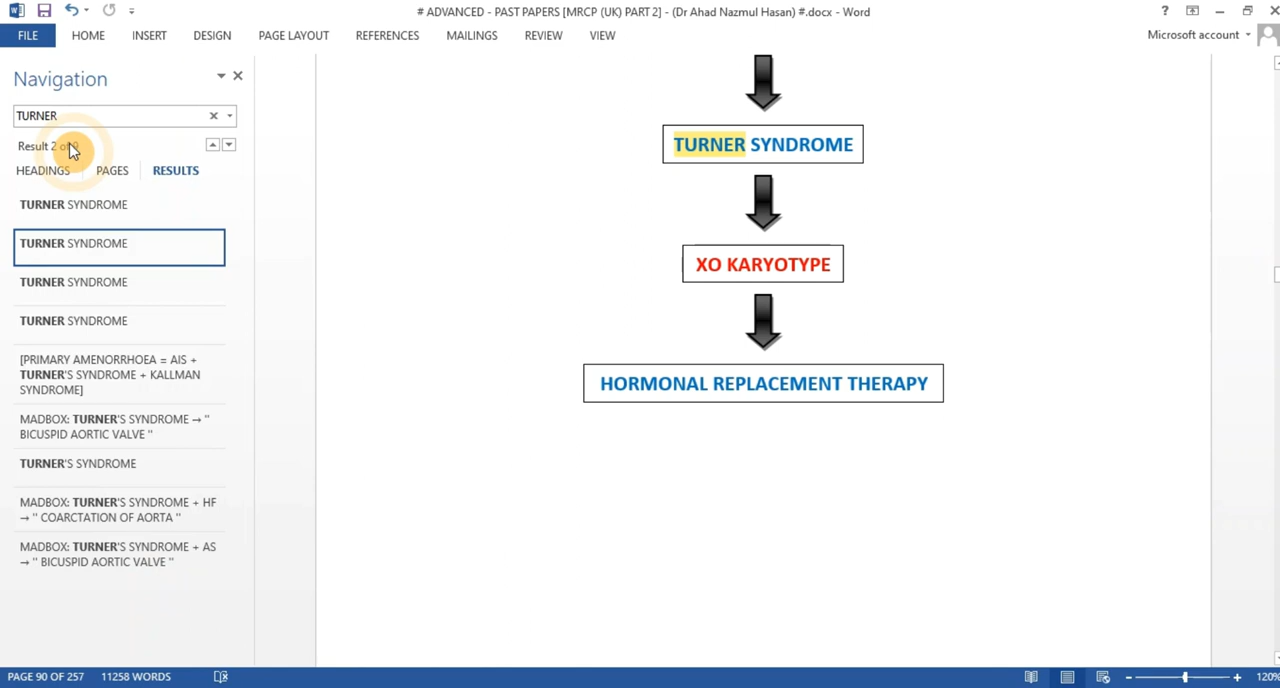 # ADVANCED - PAST PAPERS [MRCP (UK) PART 2] - (Dr Ahad Nazmul Hasan) #.docx - Word
FILE HOME INSERT DESIGN PAGE LAYOUT REFERENCES MAILINGS REVIEW VIEW Microsoft account
Navigation
TURNER
Result 2 of 9
HEADINGS PAGES RESULTS
TURNER SYNDROME
TURNER SYNDROME
TURNER SYNDROME
TURNER SYNDROME
[PRIMARY AMENORRHOEA = AIS +
TURNER'S SYNDROME + KALLMAN
SYNDROME]
MADBOX: TURNER'S SYNDROME → "
BICUSPID AORTIC VALVE "
TURNER'S SYNDROME
MADBOX: TURNER'S SYNDROME + HF
→ " COARCTATION OF AORTA "
MADBOX: TURNER'S SYNDROME + AS
→ " BICUSPID AORTIC VALVE "
TURNER SYNDROME
XO KARYOTYPE
HORMONAL REPLACEMENT THERAPY
PAGE 90 OF 257 11258 WORDS 120%